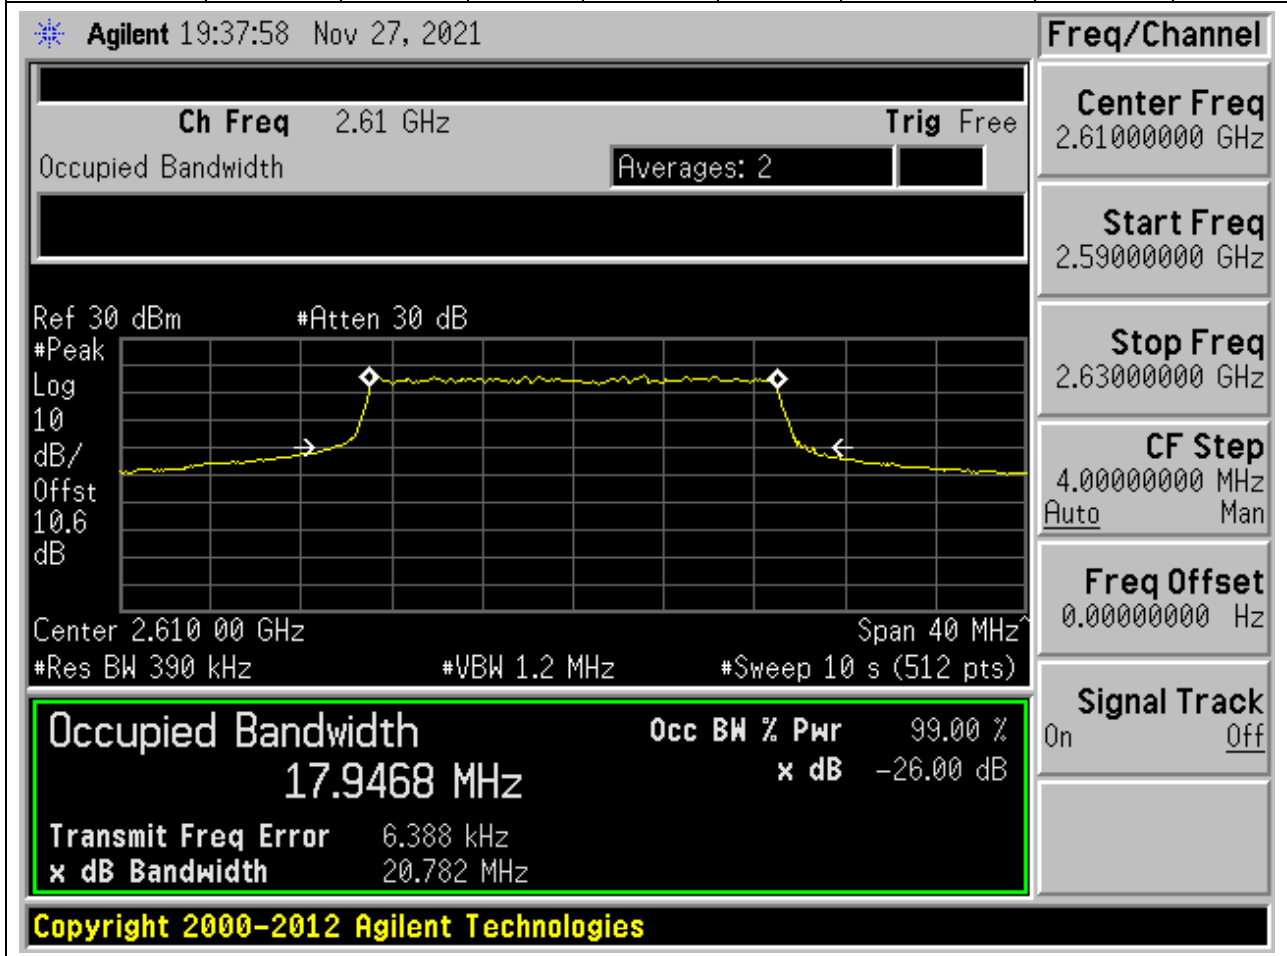 Agilent 19:37:58 Nov 27, 2021
Freq/Channel
Ch Freq 2.61 GHz Trig Free
Occupied Bandwidth Averages: 2
Center Freq
2.61000000 GHz
Start Freq
2.59000000 GHz
Stop Freq
2.63000000 GHz
CF Step
4.00000000 MHz
Auto Man
Freq Offset
0.00000000 Hz
Signal Track
On Off
Ref 30 dBm #Atten 30 dB
#Peak
Log
10
dB/
Offst
10.6
dB
Center 2.610 00 GHz Span 40 MHz^
#Res BW 390 kHz #VBW 1.2 MHz #Sweep 10 s (512 pts)
Occupied Bandwidth Occ BW % Pwr 99.00 %
17.9468 MHz x dB -26.00 dB
Transmit Freq Error 6.388 kHz
x dB Bandwidth 20.782 MHz
Copyright 2000-2012 Agilent Technologies